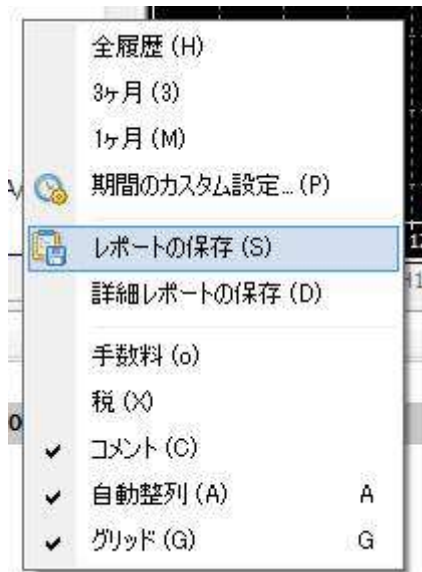 全履歴 (H)
3ヶ月 (3)
1ヶ月 (M)
期間のカスタム設定... (P)
レポートの保存 (S)
詳細レポートの保存 (D)
手数料 (o)
税 (X)
コメント (C)
自動整列 (A) A
グリッド (G) G